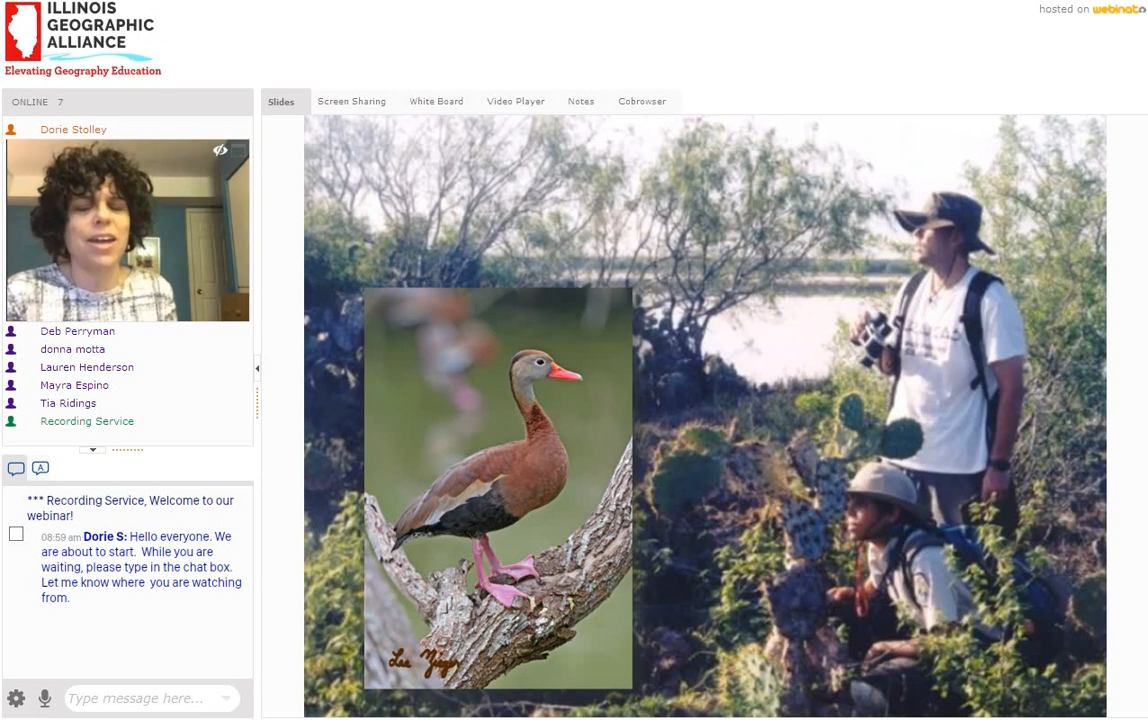 ILLINOIS
GEOGRAPHIC
ALLIANCE
Elevating Geography Education
hosted on webinato
ONLINE 7
Slides Screen Sharing White Board Video Player Notes Cobrowser
Dorie Stolley
Deb Perryman
donna motta
Lauren Henderson
Mayra Espino
Tia Ridings
Recording Service
A
*** Recording Service, Welcome to our
webinar!
08:59 am Dorie S: Hello everyone. We
are about to start. While you are
waiting, please type in the chat box.
Let me know where you are watching
from.
Type message here...
Lee Zieger